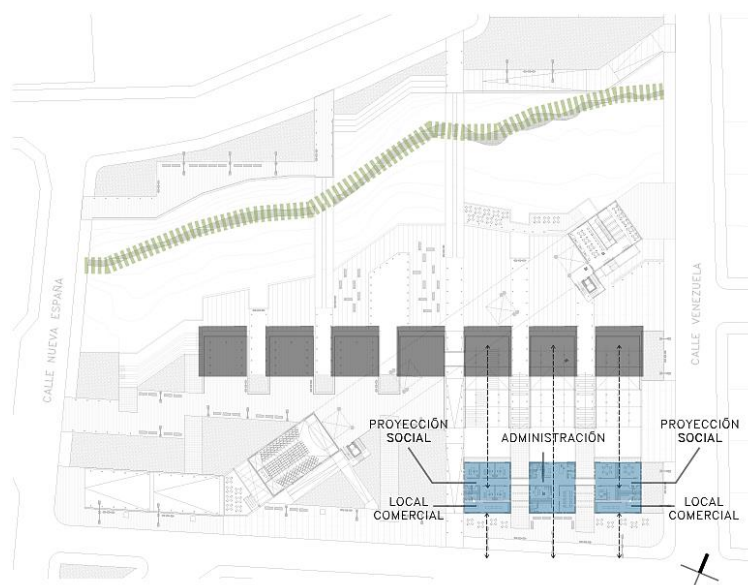 CALLE NUEVA ESPAÑA
CALLE VENEZUELA
PROYECCIÓN
SOCIAL
ADMINISTRACIÓN
PROYECCIÓN
SOCIAL
LOCAL
COMERCIAL
LOCAL
COMERCIAL